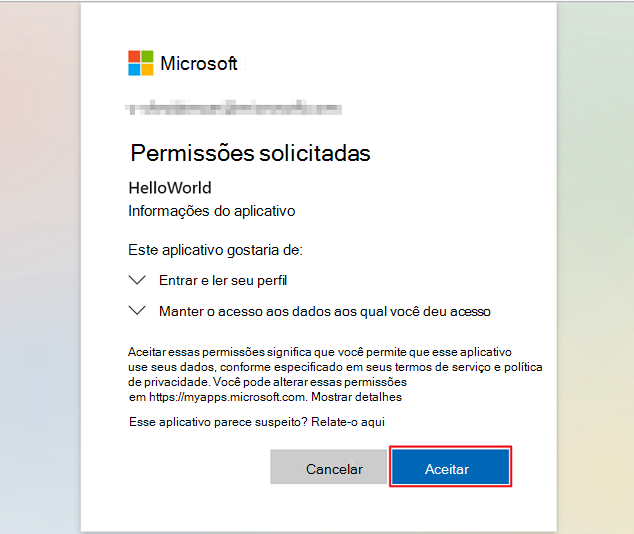 Microsoft
Permissões solicitadas
HelloWorld
Informações do aplicativo
Este aplicativo gostaria de:
Entrar e ler seu perfil
Manter o acesso aos dados aos qual você deu acesso
Aceitar essas permissões significa que você permite que esse aplicativo
use seus dados, conforme especificado em seus termos de serviço e política
de privacidade. Você pode alterar essas permissões
em https://myapps.microsoft.com. Mostrar detalhes
Esse aplicativo parece suspeito? Relate-o aqui
Cancelar Aceitar